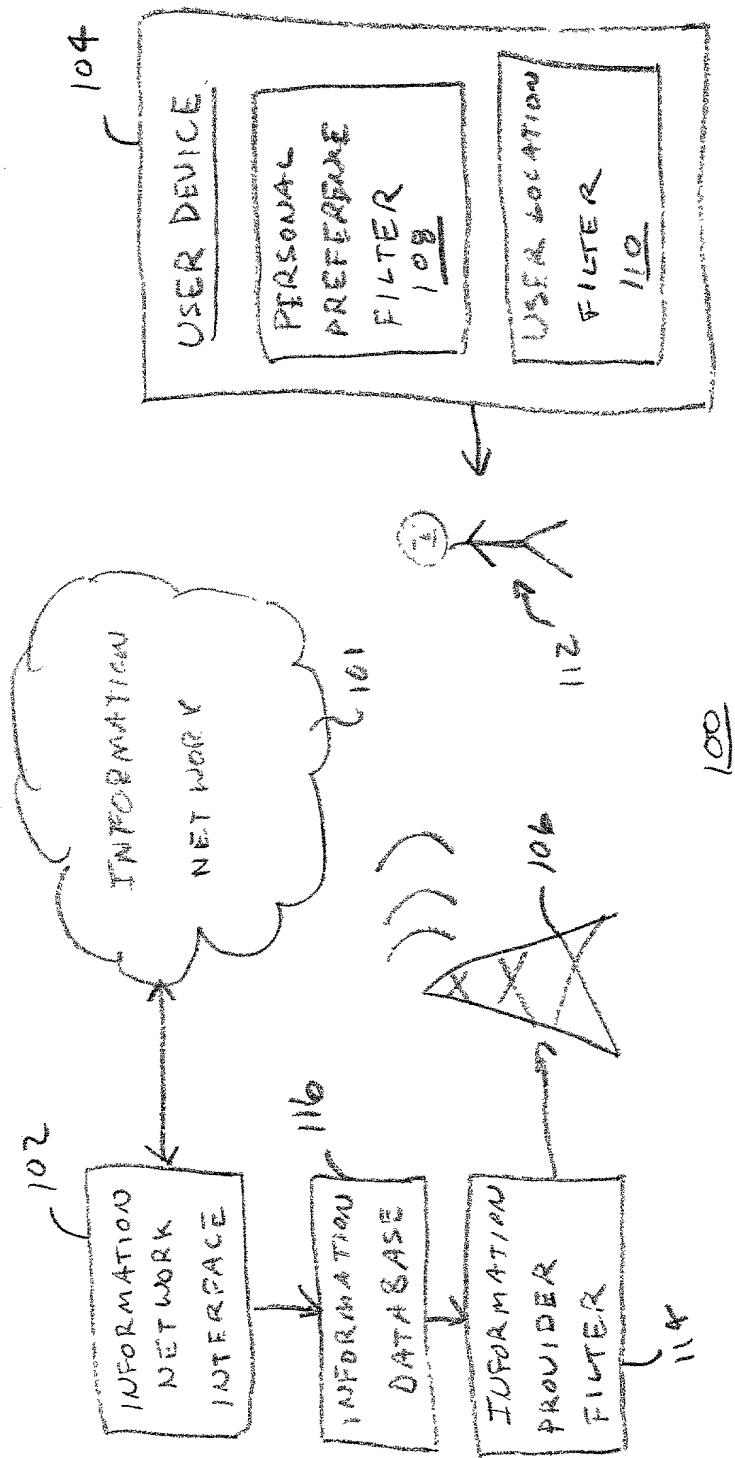 102
INFORMATION
NETWORK
INTERFACE
INFORMATION
NETWORK
101
104
USER DEVICE
PERSONAL
PREFERENCE
FILTER
108
USER LOCATION
FILTER
110
116
INFORMATION
DATABASE
INFORMATION
PROVIDER
FILTER
114
106
112
100